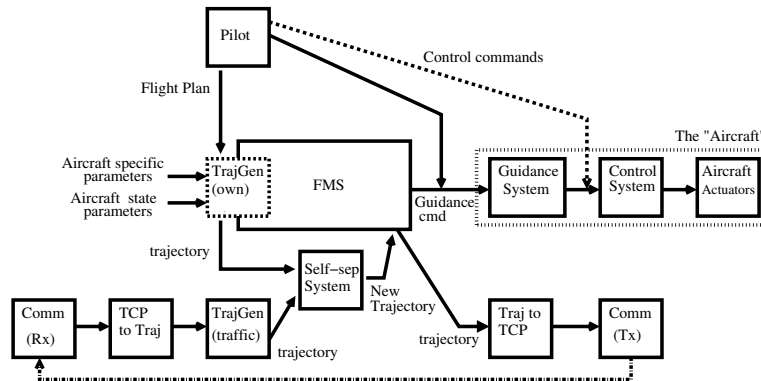 Pilot
Control commands
Flight Plan
The "Aircraft"
Aircraft specific
parameters
TrajGen
(own)
FMS
Guidance
System
Control
System
Aircraft
Actuators
Aircraft state
parameters
Guidance
cmd
trajectory
Self-sep
System
New
Trajectory
Comm
(Rx)
TCP
to Traj
TrajGen
(traffic)
trajectory
trajectory
Traj to
TCP
Comm
(Tx)